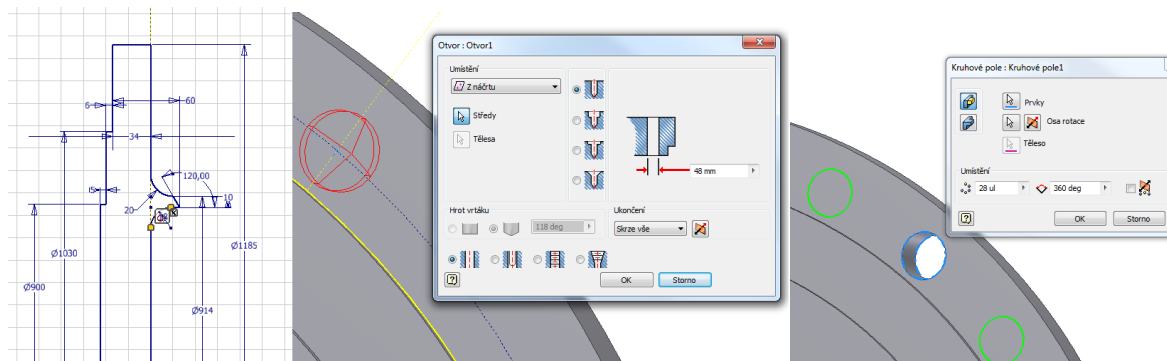 6
60
34
120,00
15
10
20
Ø1185
Ø1030
Ø900
Ø914
Otvor : Otvor1
Umístění
Z náčrtu
Středy
Tělesa
48 mm
Hrot vrtáku
118 deg
Ukončení
Skrze vše
OK
Storno
Kruhové pole : Kruhové pole1
Prvky
Osa rotace
Těleso
Umístění
28 ul
360 deg
OK
Storno